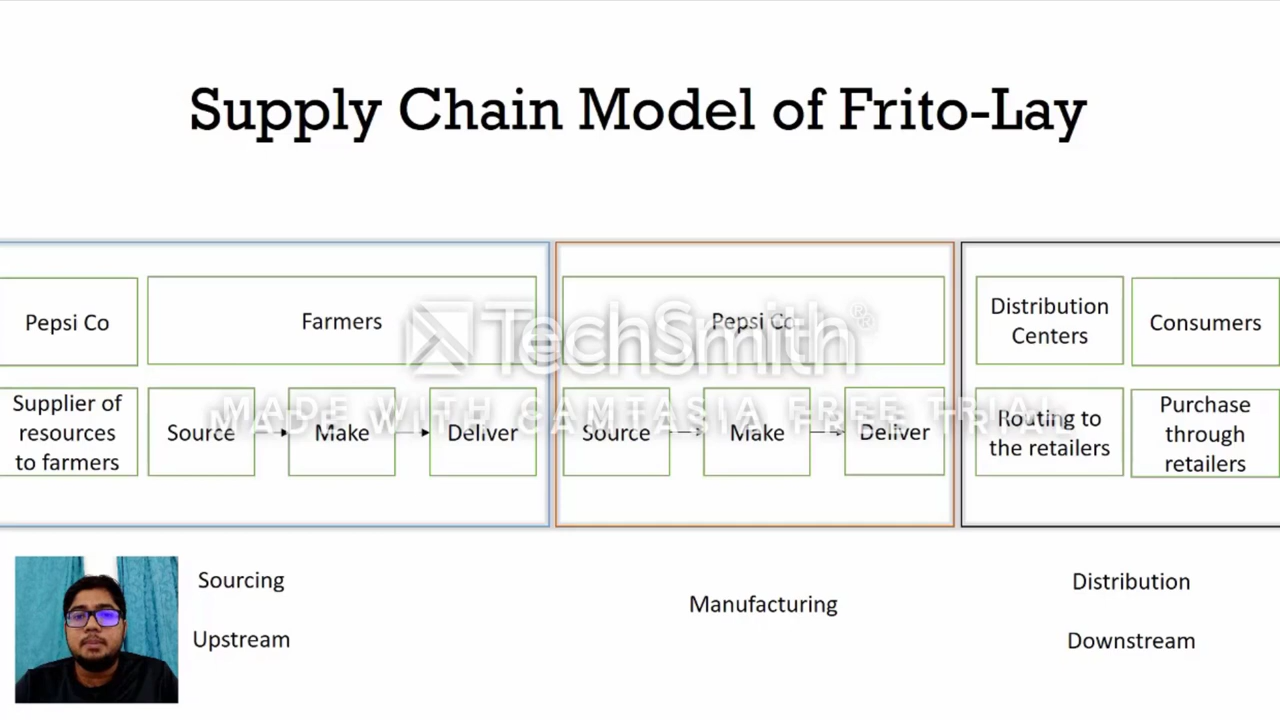 Supply Chain Model of Frito-Lay
Pepsi Co
Farmers
Pepsi Co
Distribution
Centers
Consumers
TechSmith
MADE WITH CAMTASIA FREE TRIAL
Supplier of
resources
to farmers
Source
Make
Deliver
Source
Make
Deliver
Routing to
the retailers
Purchase
through
retailers
Sourcing
Upstream
Manufacturing
Distribution
Downstream